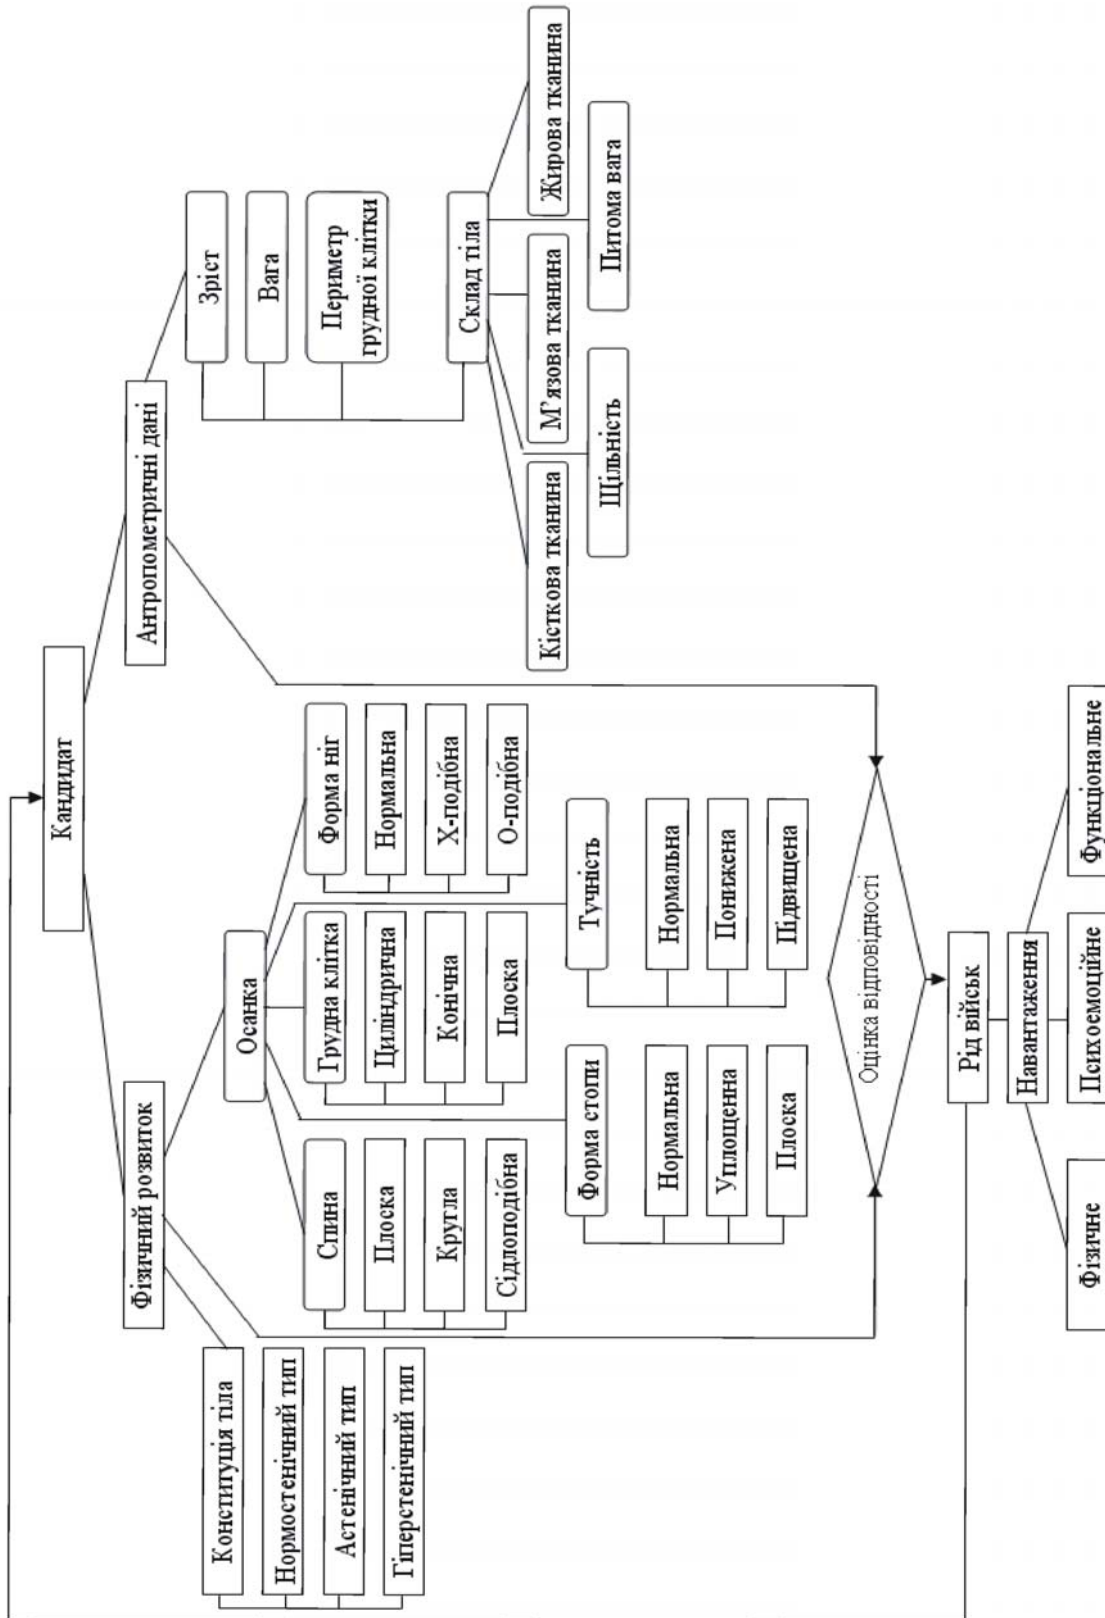 Кандидат
Фізичний розвиток
Антропометричні дані
Конституція тіла
Нормостенічний тип
Астенічний тип
Гіперстенічний тип
Осанка
Спина
Плоска
Кругла
Сідлоподібна
Грудна клітка
Циліндрична
Конічна
Плоска
Форма ніг
Нормальна
Х-подібна
О-подібна
Форма стопи
Нормальна
Уплощенна
Плоска
Тучність
Нормальна
Понижена
Підвищена
Зріст
Вага
Периметр
грудної клітки
Склад тіла
Кісткова тканина
М’язова тканина
Жирова тканина
Щільність
Питома вага
Оцінка відповідності
Рід військ
Навантаження
Фізичне
Психоемоційне
Функціональне